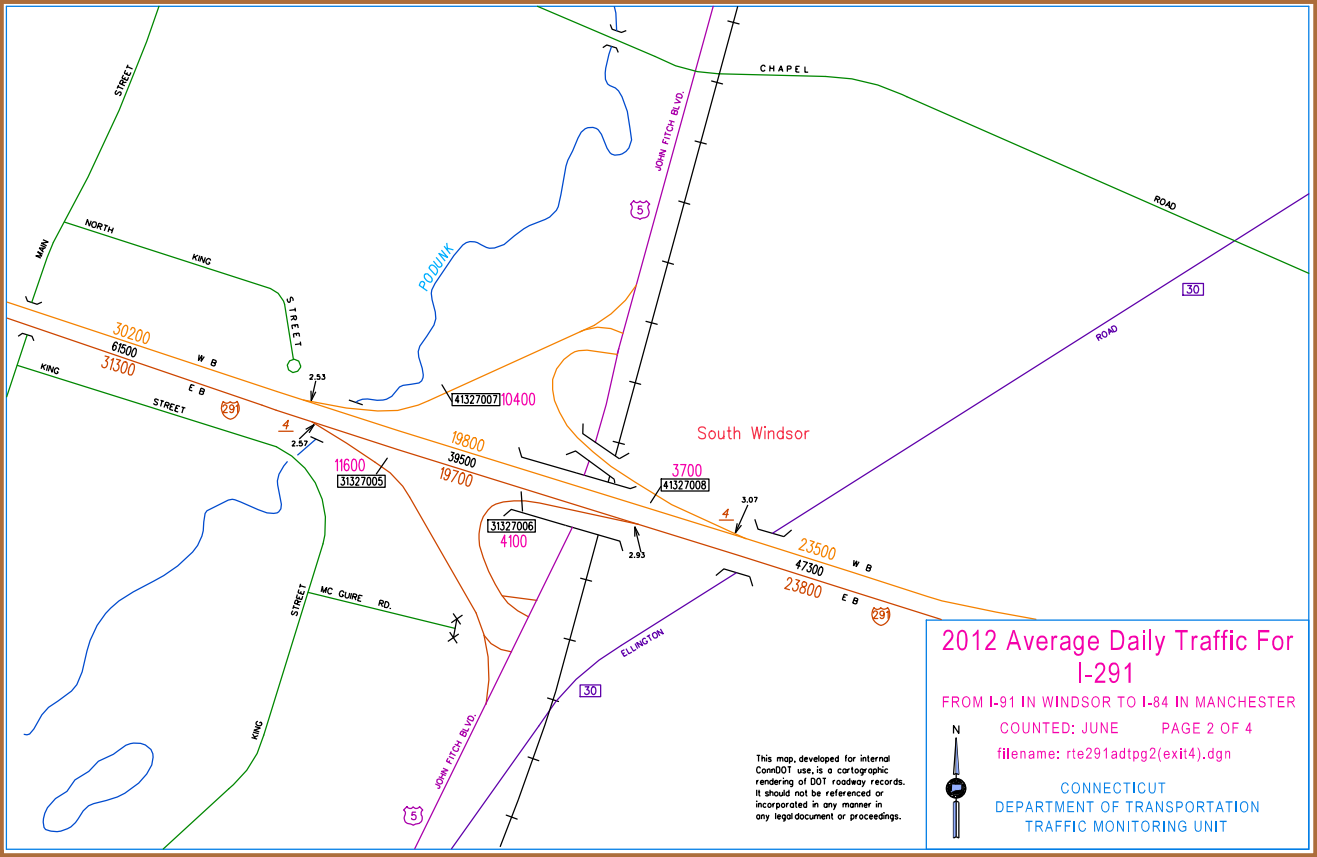 CHAPEL
STREET
JOHN FITCH BLVD.
5
ROAD
NORTH
KING
STREET
MAIN
PODUNK
30
ROAD
30200
61500
31300
W B
E B
291
2.53
KING
STREET
4
2.57
41327007
10400
11600
31327005
19800
39500
19700
South Windsor
3700
41327008
31327006
4100
2.93
4
3.07
23500
47300
23800
W B
E B
291
STREET
MC GUIRE RD.
KING
ELLINGTON
30
JOHN FITCH BLVD.
5
This map, developed for internal
ConnDOT use, is a cartographic
rendering of DOT roadway records.
It should not be referenced or
incorporated in any manner in
any legal document or proceedings.
2012 Average Daily Traffic For
I-291
FROM I-91 IN WINDSOR TO I-84 IN MANCHESTER
COUNTED: JUNE PAGE 2 OF 4
filename: rte291adtpg2(exit4).dgn
N
CONNECTICUT
DEPARTMENT OF TRANSPORTATION
TRAFFIC MONITORING UNIT